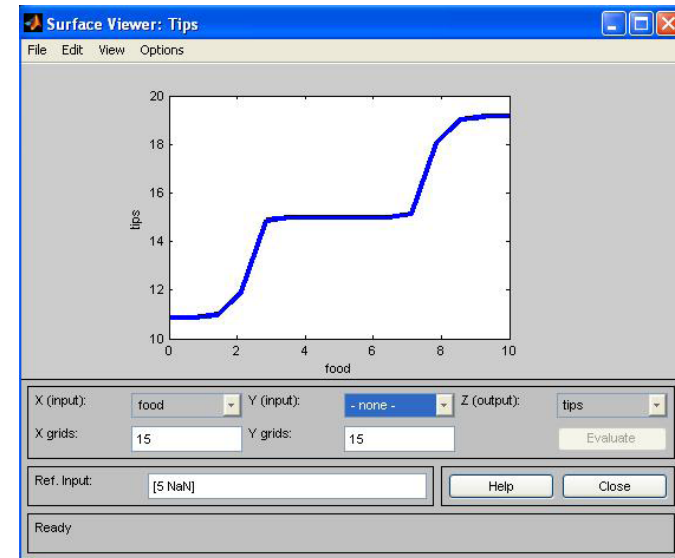 Surface Viewer: Tips
File Edit View Options
20
18
16
14
12
10
tips
0 2 4 6 8 10
food
X (input): food Y (input): - none - Z (output): tips
X grids: 15 Y grids: 15 Evaluate
Ref. Input: [5 NaN] Help Close
Ready